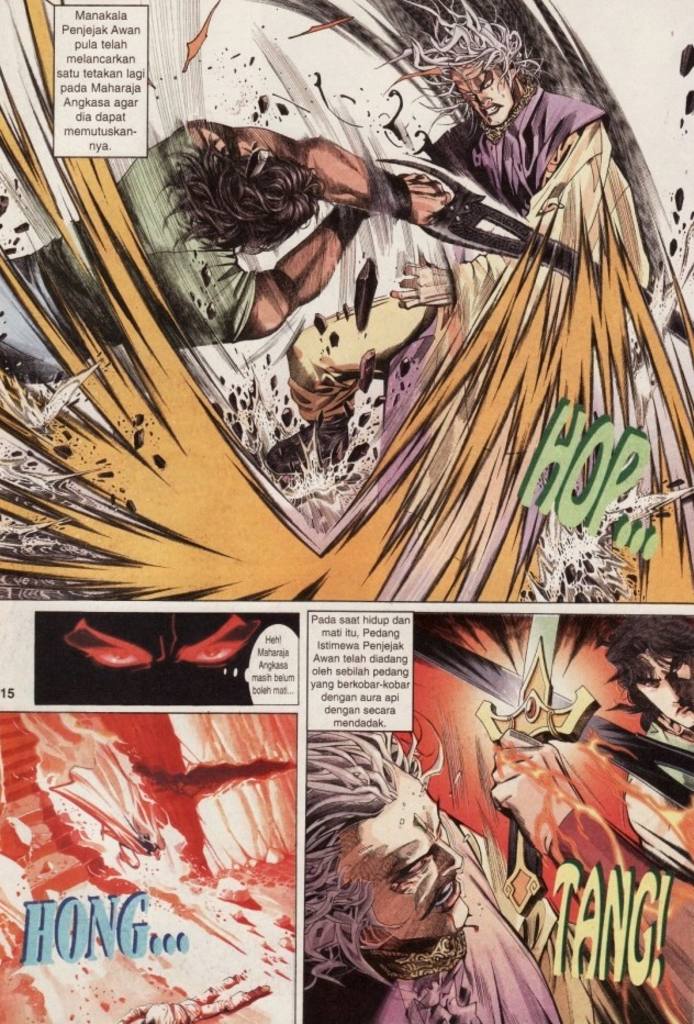 Manakala
Penjejak Awan
pula telah
melancarkan
satu tetakan lagi
pada Maharaja
Angkasa agar
dia dapat
memutuskan-
nya.
HOP...
15
Heh!
Maharaja
Angkasa
masih belum
boleh mati...
Pada saat hidup dan
mati itu, Pedang
Istimewa Penjejak
Awan telah diadang
oleh sebilah pedang
yang berkobar-kobar
dengan aura api
dengan secara
mendadak.
HONG...
TANG!